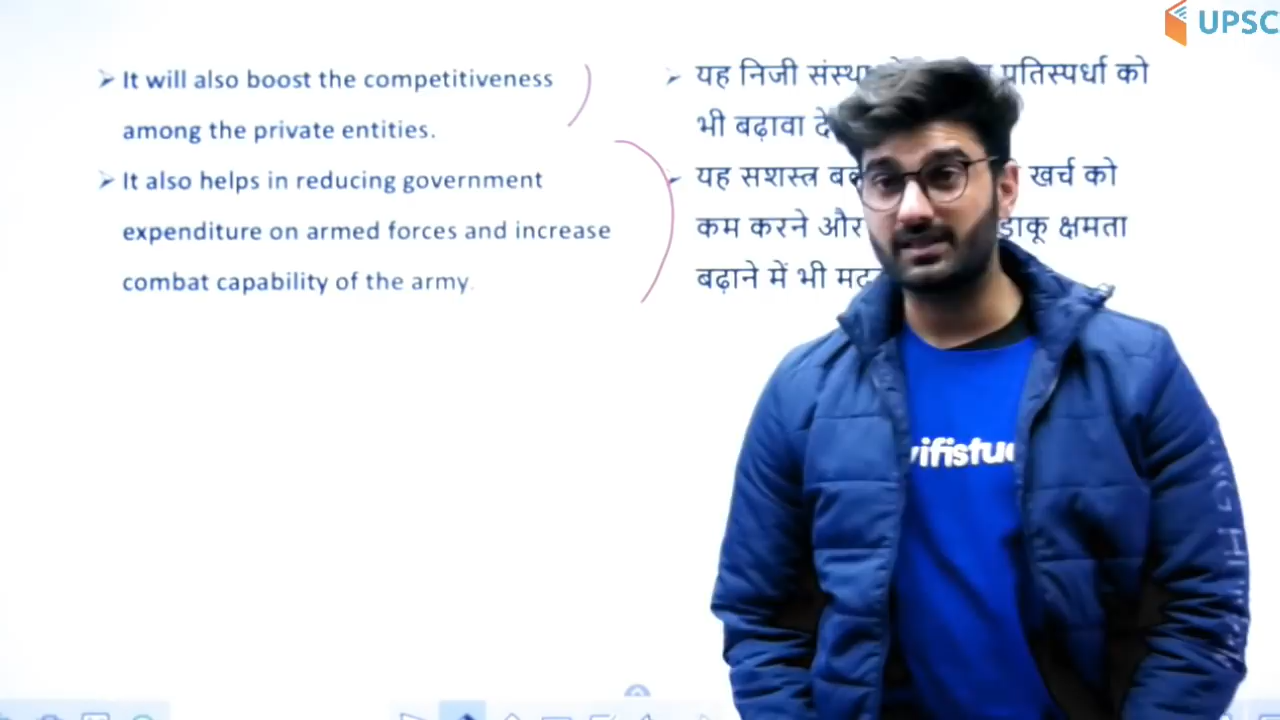 UPSC
It will also boost the competitiveness
among the private entities.
It also helps in reducing government
expenditure on armed forces and increase
combat capability of the army.
यह निजी प्रतिस्पर्धा को
भी बढ़ावा
यह सशस्त्र खर्च को
कम करने और क्षमता
बढ़ाने में भी